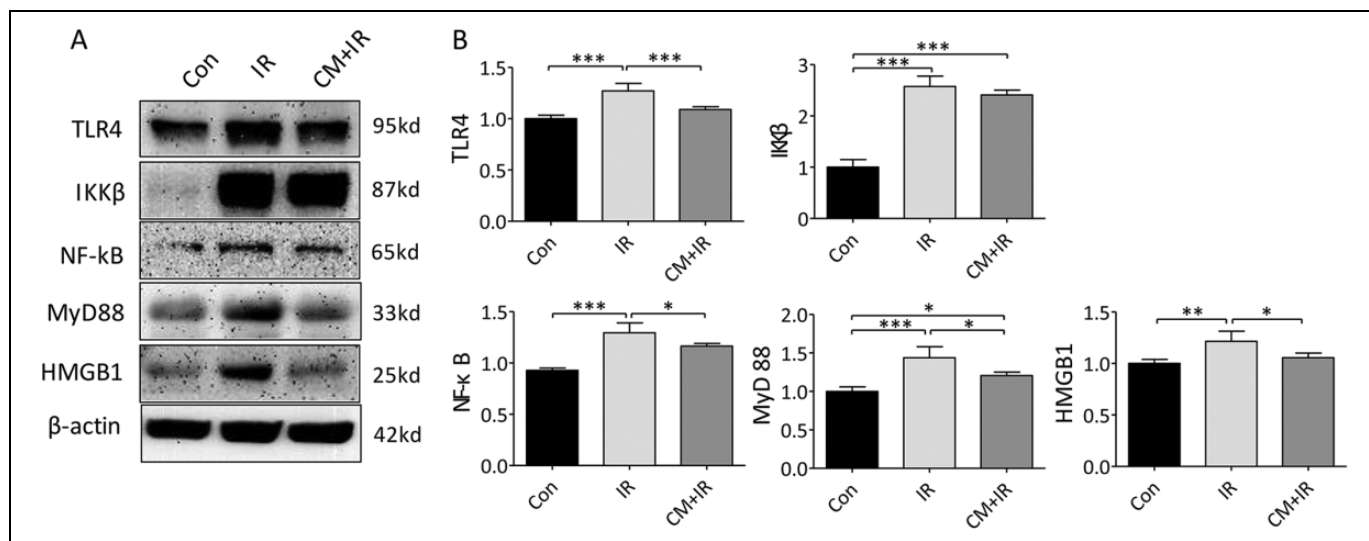 A
Con IR CM+IR
TLR4 95kd
IKKβ 87kd
NF-kB 65kd
MyD88 33kd
HMGB1 25kd
β-actin 42kd
B
*** ***
TLR4
1.5
1.0
0.5
0.0
Con IR CM+IR
***
***
IKKβ
3
2
1
0
Con IR CM+IR
*** *
NF-κ B
1.5
1.0
0.5
0.0
Con IR CM+IR
*
*** *
MyD 88
2.0
1.5
1.0
0.5
0.0
Con IR CM+IR
** *
HMGB1
1.5
1.0
0.5
0.0
Con IR CM+IR